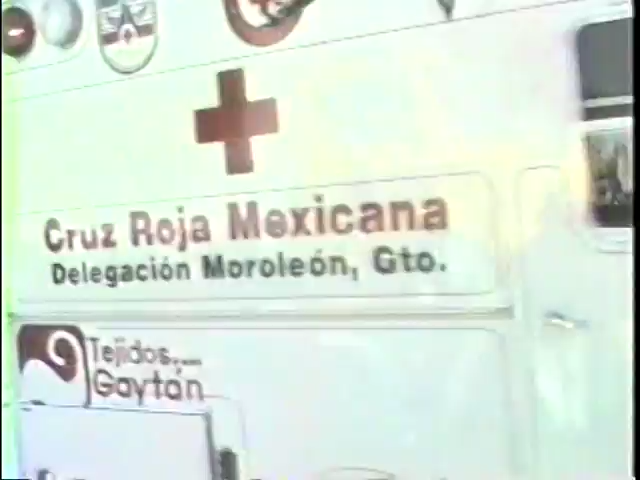 Cruz Roja Mexicana
Delegación Moroleón, Gto.
Tejidos,...
Gaytán